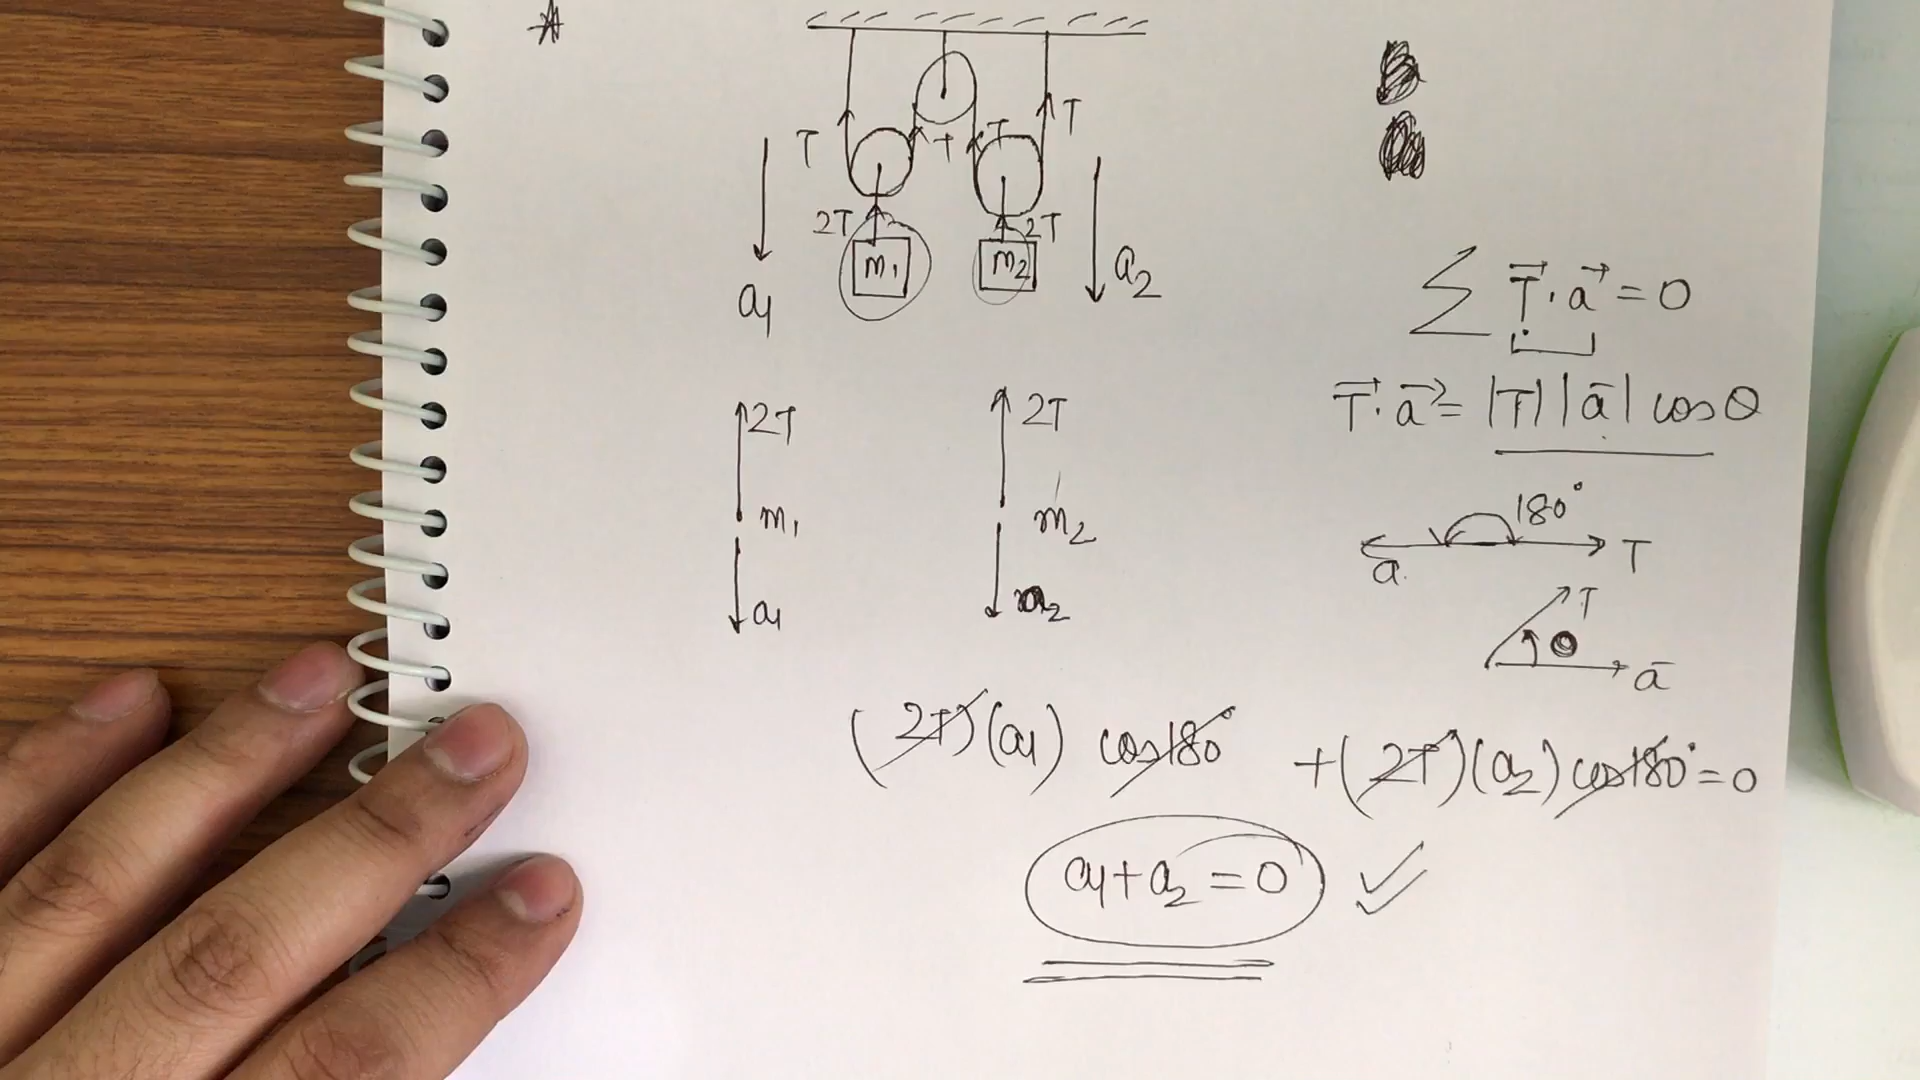 T T T T
2T 2T
m₁ m₂
a₁ a₂
Σ T⃗ · a⃗ = 0
T⃗ · a⃗ = |T| |ā| cos θ
2T 2T
m₁ m₂
a₁ a₂
180°
a T
T
θ
ā
(2T)(a₁) cos180° + (2T)(a₂) cos180° = 0
a₁ + a₂ = 0